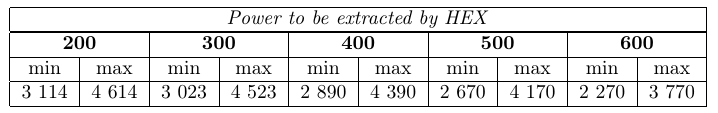 Power to be extracted by HEX
200 300 400 500 600
min max min max min max min max min max
3 114 4 614 3 023 4 523 2 890 4 390 2 670 4 170 2 270 3 770